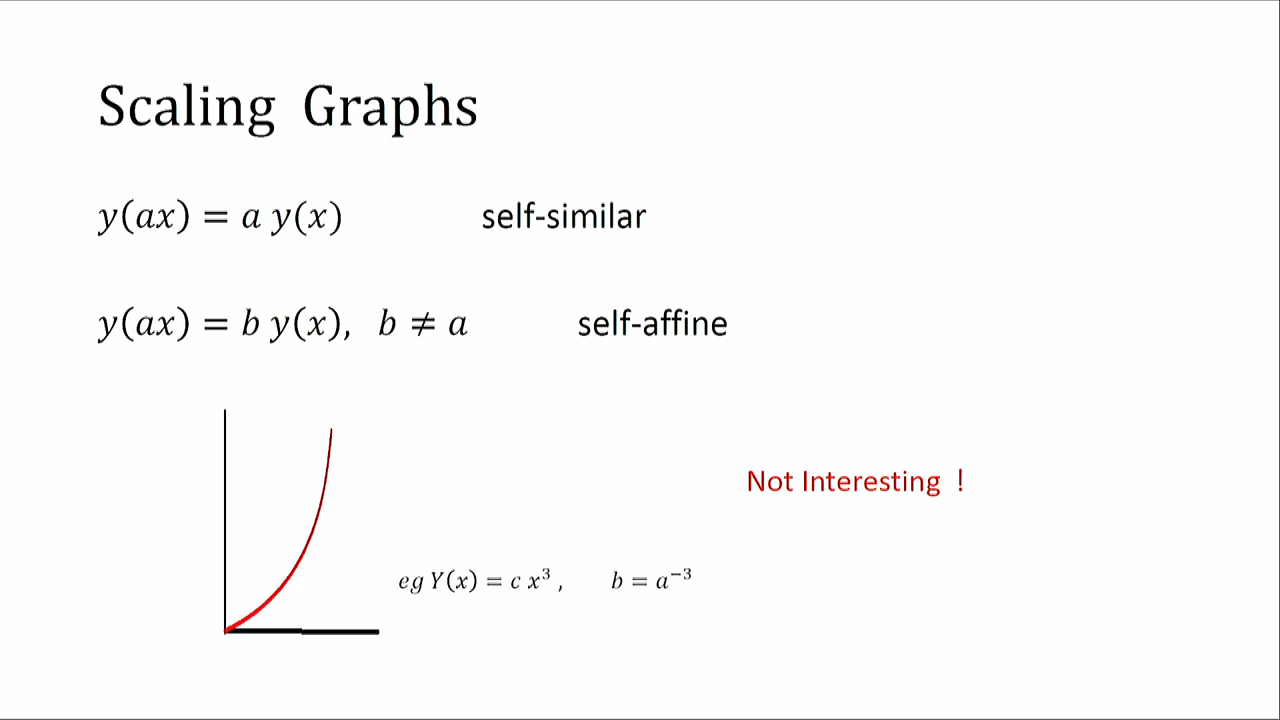 Scaling Graphs
y(ax) = a y(x) self-similar
y(ax) = b y(x), b ≠ a self-affine
Not Interesting !
eg Y(x) = c x³ , b = a⁻³